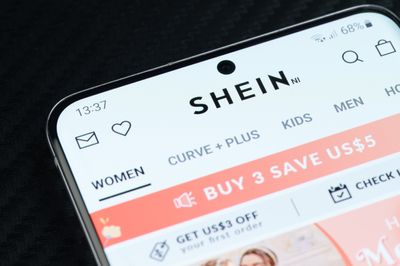 13:37
68%
SHEIN NI
WOMEN CURVE + PLUS KIDS MEN
BUY 3 SAVE US$5
GET US$3 OFF
your first order
CHECK